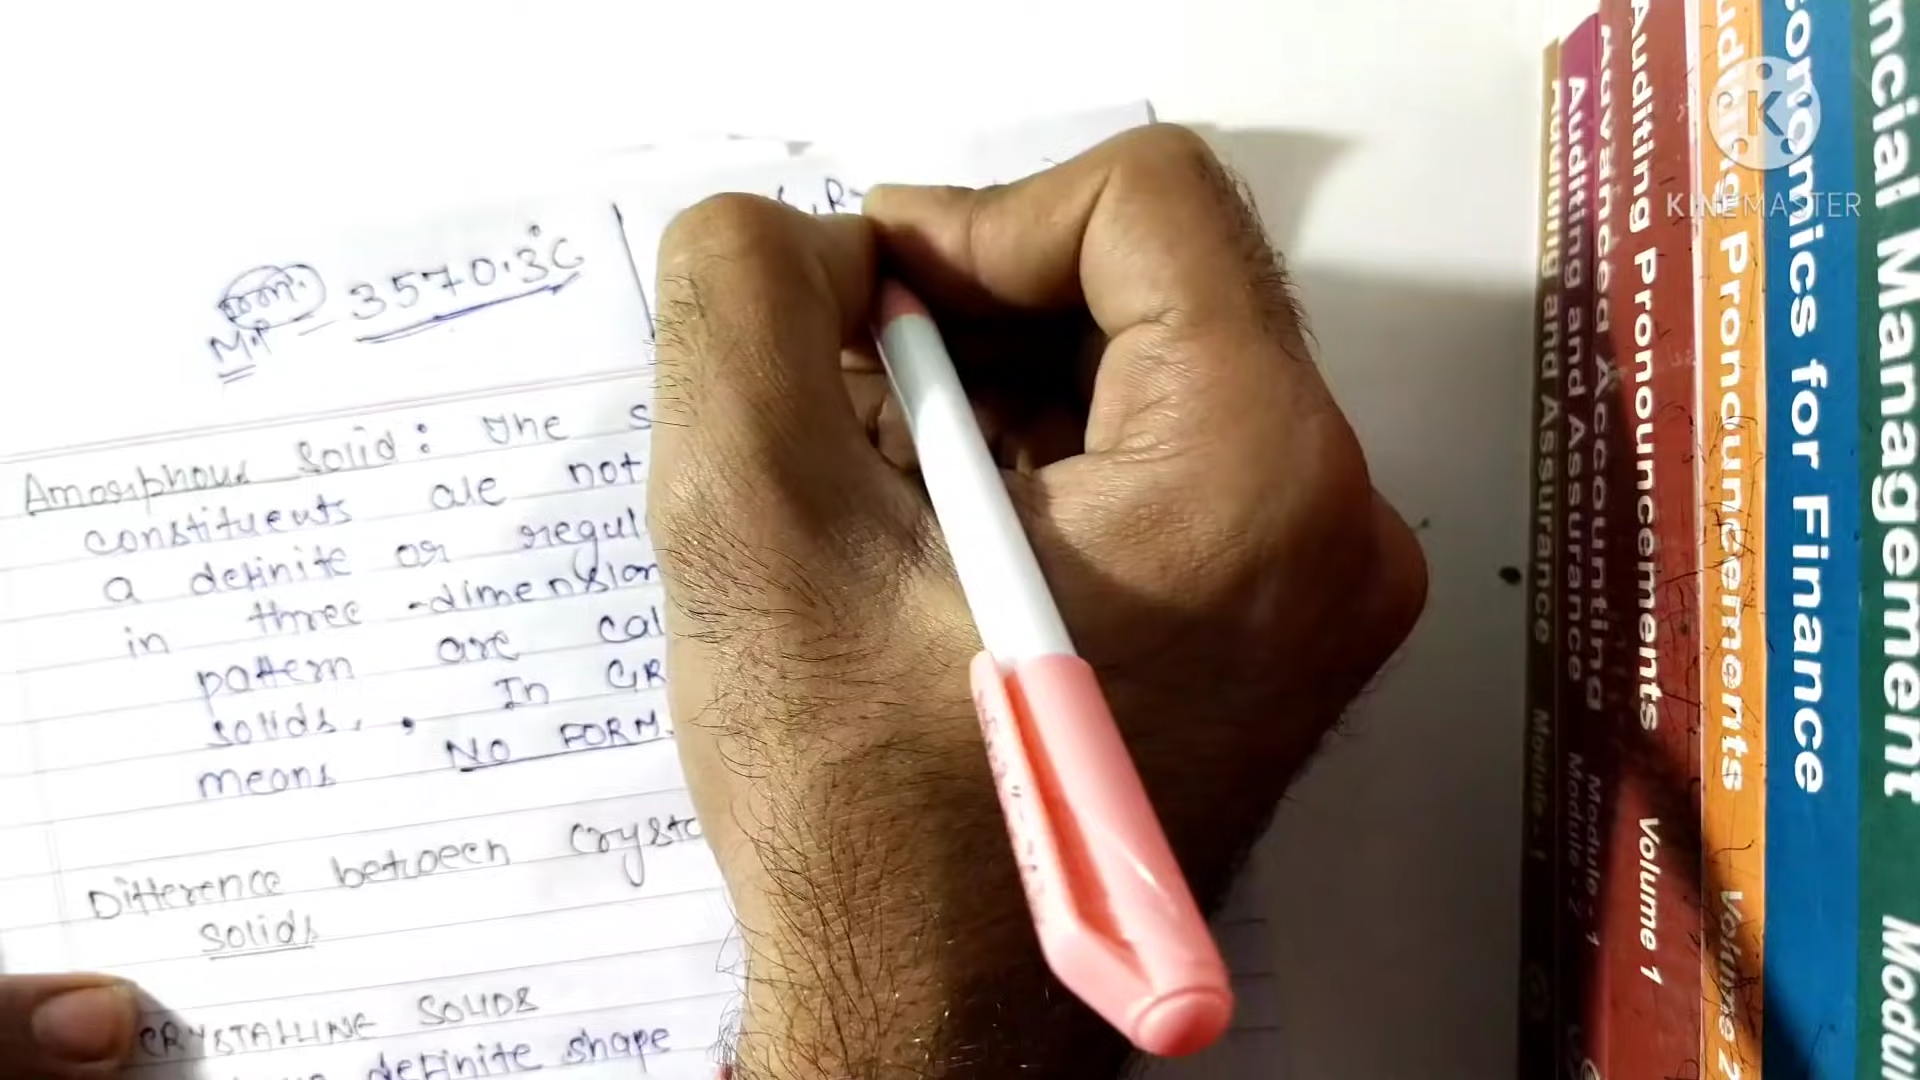 3570.3°C
M.P
Amorphous Solid: The S
constituents are not
a definite or regul
in three-dimension
pattern are cal
solids. In GR
means NO FORM.
Difference between Crysta
Solids
CRYSTALLINE SOLIDS
definite shape
Auditing and Assurance Module - 1
Auditing and Assurance Module - 2
Advanced Accounting Module - 1
Auditing Pronouncements Volume 1
Auditing Pronouncements Volume 2
conomics for Finance
ncial Management Modu
K
KINEMASTER